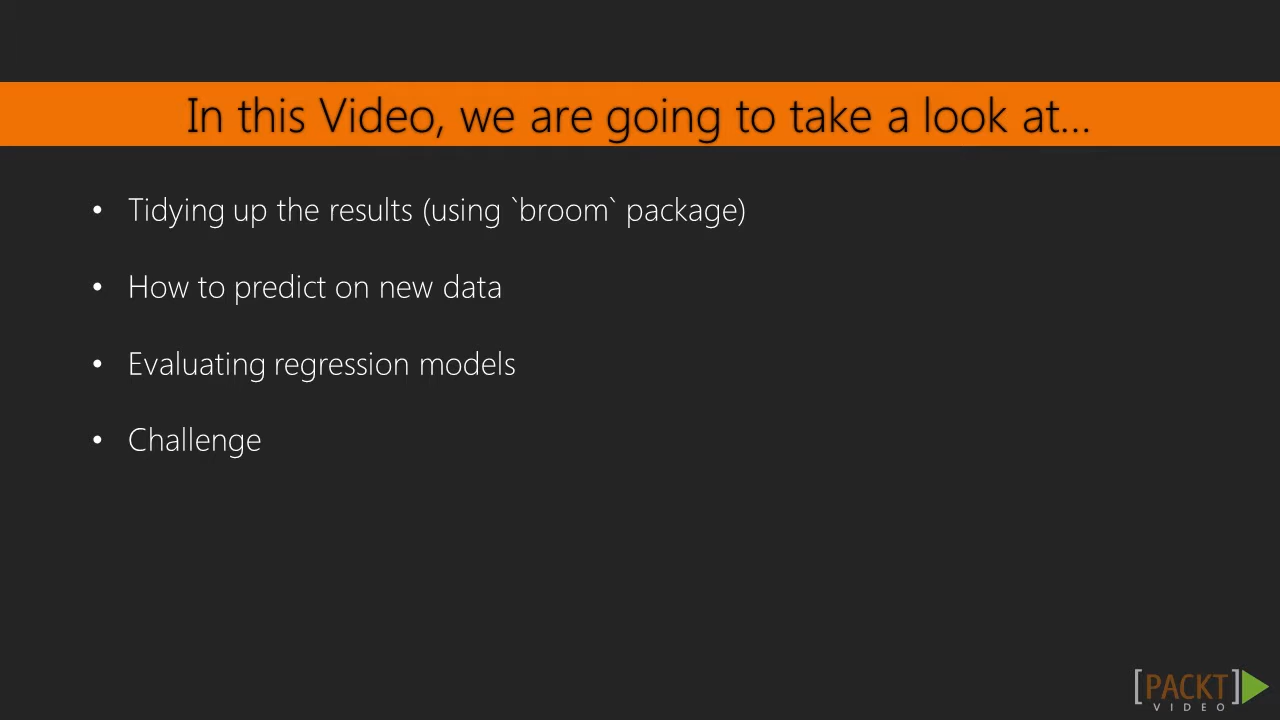 In this Video, we are going to take a look at...
• Tidying up the results (using `broom` package)
• How to predict on new data
• Evaluating regression models
• Challenge
[PACKT]
VIDEO